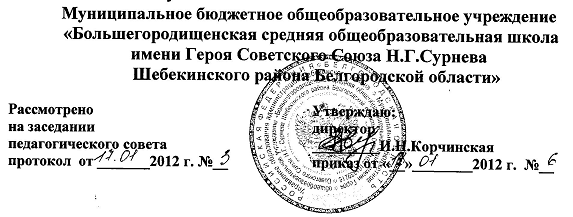 Муниципальное бюджетное общеобразовательное учреждение
«Большегородищенская средняя общеобразовательная школа
имени Героя Советского Союза Н.Г.Сурнева
Шебекинского района Белгородской области»
Рассмотрено
на заседании
педагогического совета
протокол от 17.01 2012 г. № 3
Утверждаю:
директор
И.Н.Корчинская
приказ от « » 01 2012 г. № 6